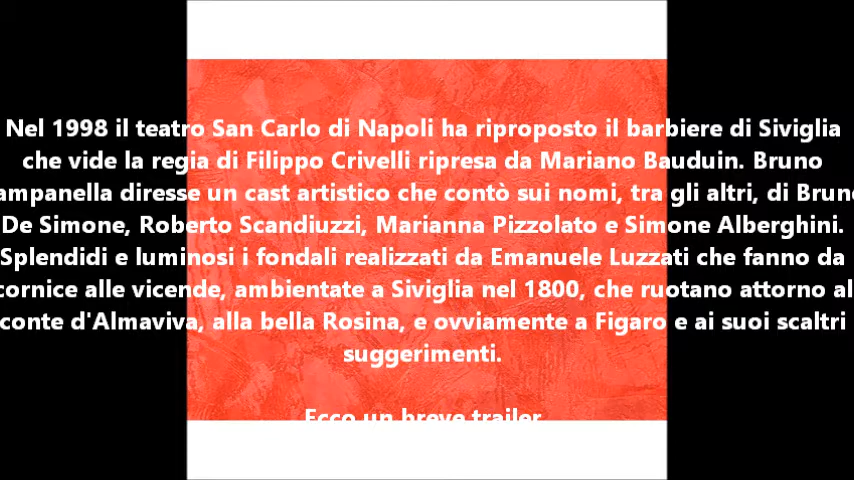 Nel 1998 il teatro San Carlo di Napoli ha riproposto il barbiere di Siviglia
che vide la regia di Filippo Crivelli ripresa da Mariano Bauduin. Bruno
ampanella diresse un cast artistico che contò sui nomi, tra gli altri, di Brun
De Simone, Roberto Scandiuzzi, Marianna Pizzolato e Simone Alberghini.
Splendidi e luminosi i fondali realizzati da Emanuele Luzzati che fanno da
cornice alle vicende, ambientate a Siviglia nel 1800, che ruotano attorno al
conte d'Almaviva, alla bella Rosina, e ovviamente a Figaro e ai suoi scaltri
suggerimenti.
Ecco un breve trailer